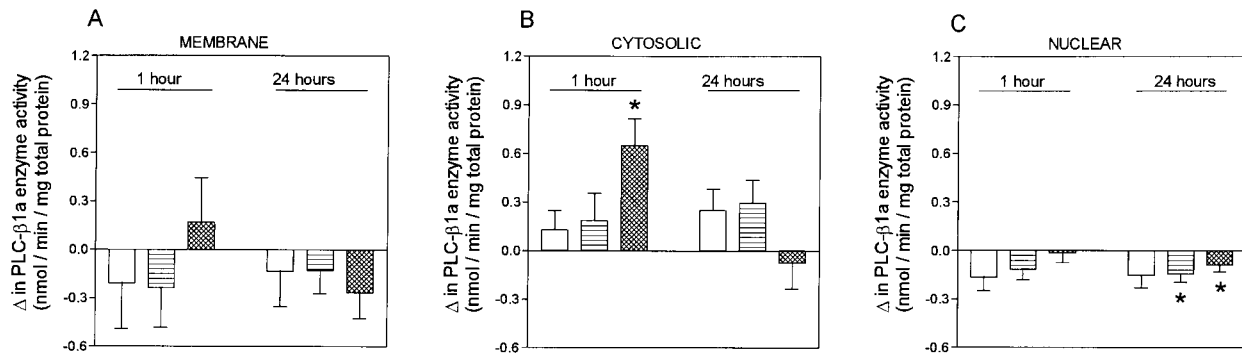 A
MEMBRANE
1 hour
24 hours
1.2
0.9
0.6
0.3
0.0
-0.3
-0.6
Δ in PLC-β1a enzyme activity
(nmol / min / mg total protein)
B
CYTOSOLIC
1 hour
24 hours
*
1.2
0.9
0.6
0.3
0.0
-0.3
-0.6
Δ in PLC-β1a enzyme activity
(nmol / min / mg total protein)
C
NUCLEAR
1 hour
24 hours
*
*
1.2
0.9
0.6
0.3
0.0
-0.3
-0.6
Δ in PLC-β1a enzyme activity
(nmol / min / mg total protein)